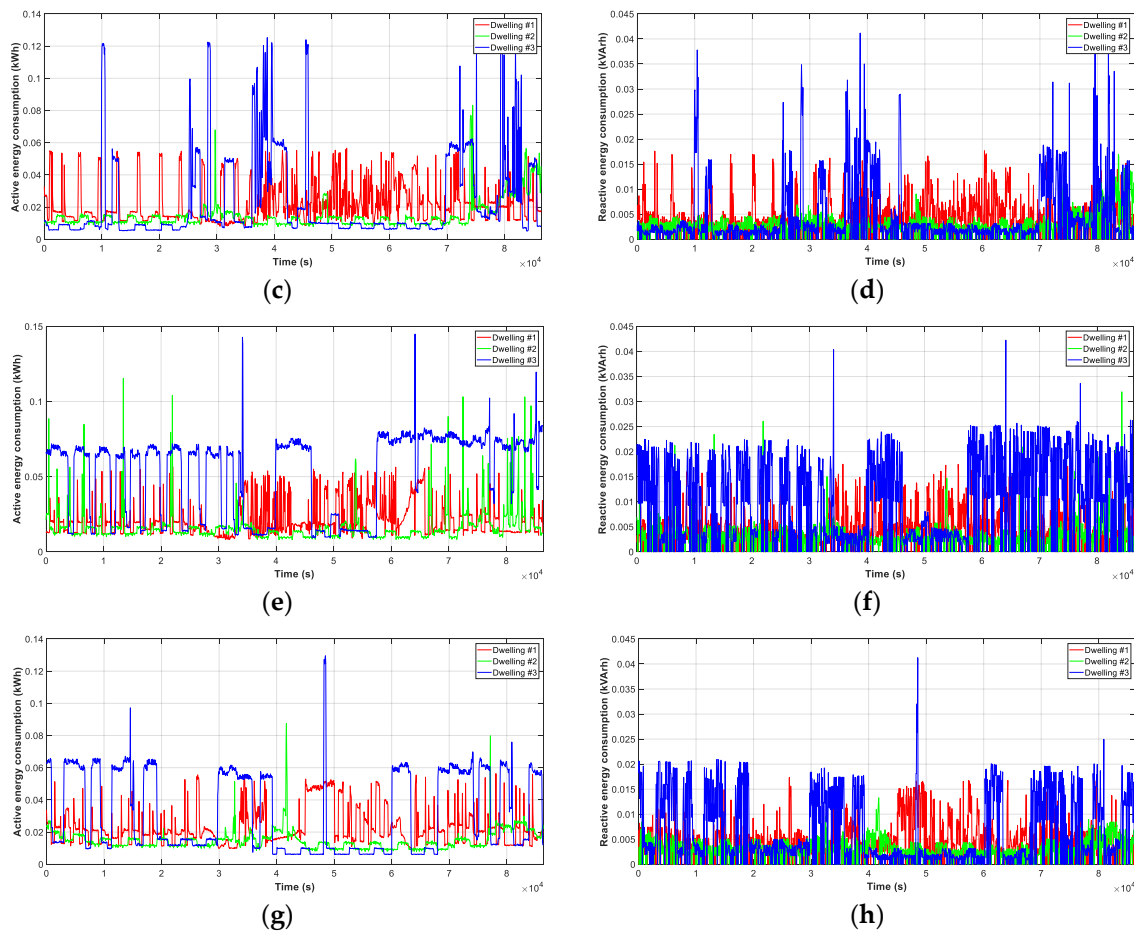 Active energy consumption (kWh)
0.14
0.12
0.1
0.08
0.06
0.04
0.02
0
0 1 2 3 4 5 6 7 8
Time (s)
×10⁴
Dwelling #1
Dwelling #2
Dwelling #3
(c)
Reactive energy consumption (kVArh)
0.045
0.04
0.035
0.03
0.025
0.02
0.015
0.01
0.005
0
0 1 2 3 4 5 6 7 8
Time (s)
×10⁴
Dwelling #1
Dwelling #2
Dwelling #3
(d)
Active energy consumption (kWh)
0.15
0.1
0.05
0
0 1 2 3 4 5 6 7 8
Time (s)
×10⁴
Dwelling #1
Dwelling #2
Dwelling #3
(e)
Reactive energy consumption (kVArh)
0.045
0.04
0.035
0.03
0.025
0.02
0.015
0.01
0.005
0
0 1 2 3 4 5 6 7 8
Time (s)
×10⁴
Dwelling #1
Dwelling #2
Dwelling #3
(f)
Active energy consumption (kWh)
0.14
0.12
0.1
0.08
0.06
0.04
0.02
0
0 1 2 3 4 5 6 7 8
Time (s)
×10⁴
Dwelling #1
Dwelling #2
Dwelling #3
(g)
Reactive energy consumption (kVArh)
0.045
0.04
0.035
0.03
0.025
0.02
0.015
0.01
0.005
0
0 1 2 3 4 5 6 7 8
Time (s)
×10⁴
Dwelling #1
Dwelling #2
Dwelling #3
(h)